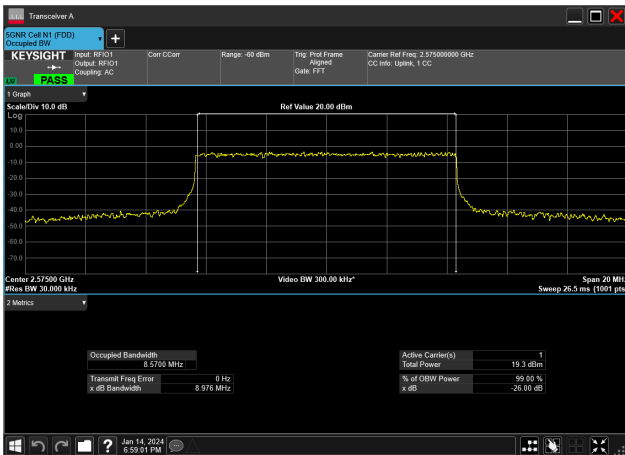 Transceiver A
5GNR Cell N1 (FDD)
Occupied BW
KEYSIGHT
LXI
PASS
Input: RFIO1
Output: RFIO1
Coupling: AC
Corr CCorr
Range: -60 dBm
Trig: Prot Frame
Aligned
Gate: FFT
Carrier Ref Freq: 2.575000000 GHz
CC Info: Uplink, 1 CC
1 Graph
Scale/Div 10.0 dB
Ref Value 20.00 dBm
Log
10.0
0.00
-10.0
-20.0
-30.0
-40.0
-50.0
-60.0
-70.0
Center 2.57500 GHz
Video BW 300.00 kHz*
Span 20 MHz
#Res BW 30.000 kHz
Sweep 26.5 ms (1001 pts
2 Metrics
Occupied Bandwidth
8.5700 MHz
Transmit Freq Error 0 Hz
x dB Bandwidth 8.976 MHz
Active Carrier(s) 1
Total Power 19.3 dBm
% of OBW Power 99.00 %
x dB -26.00 dB
Jan 14, 2024
6:59:01 PM